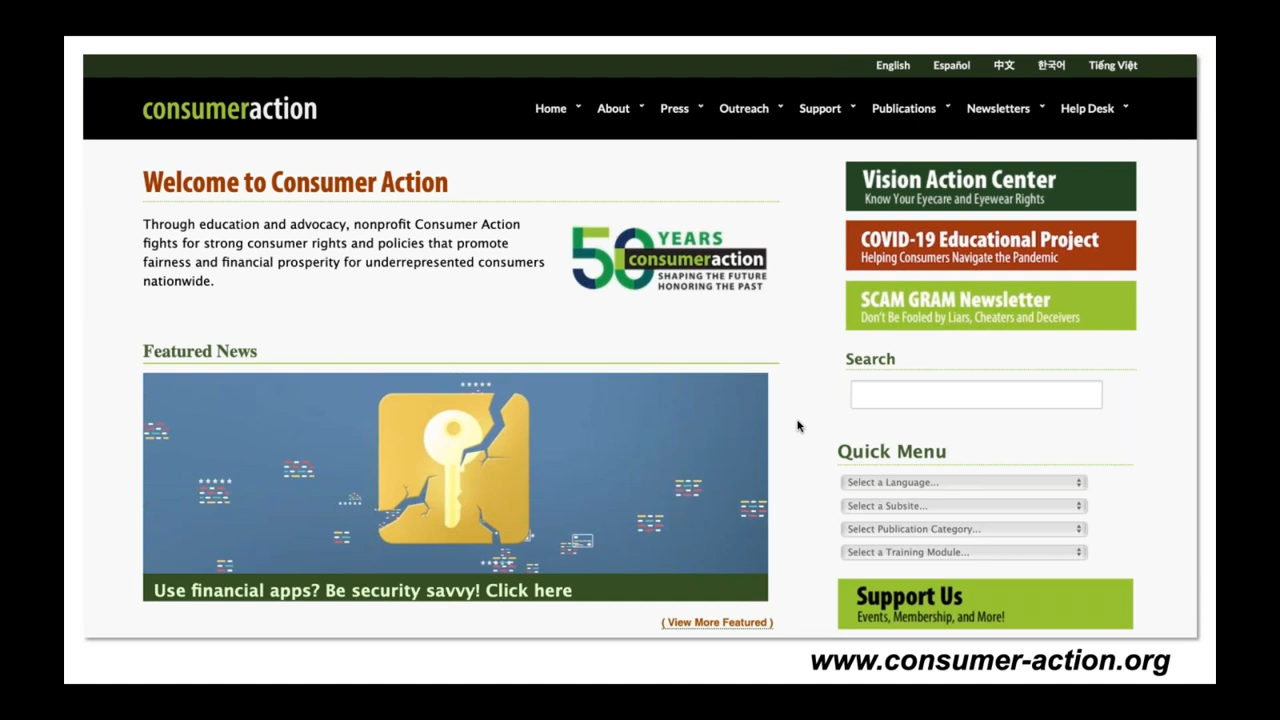 English Español 中文 한국어 Tiếng Việt
consumeraction
Home About Press Outreach Support Publications Newsletters Help Desk
Welcome to Consumer Action
Through education and advocacy, nonprofit Consumer Action
fights for strong consumer rights and policies that promote
fairness and financial prosperity for underrepresented consumers
nationwide.
50 YEARS
consumeraction
SHAPING THE FUTURE
HONORING THE PAST
Featured News
Use financial apps? Be security savvy! Click here
( View More Featured )
Vision Action Center
Know Your Eyecare and Eyewear Rights
COVID-19 Educational Project
Helping Consumers Navigate the Pandemic
SCAM GRAM Newsletter
Don't Be Fooled by Liars, Cheaters and Deceivers
Search
Quick Menu
Select a Language...
Select a Subsite...
Select Publication Category...
Select a Training Module...
Support Us
Events, Membership, and More!
www.consumer-action.org